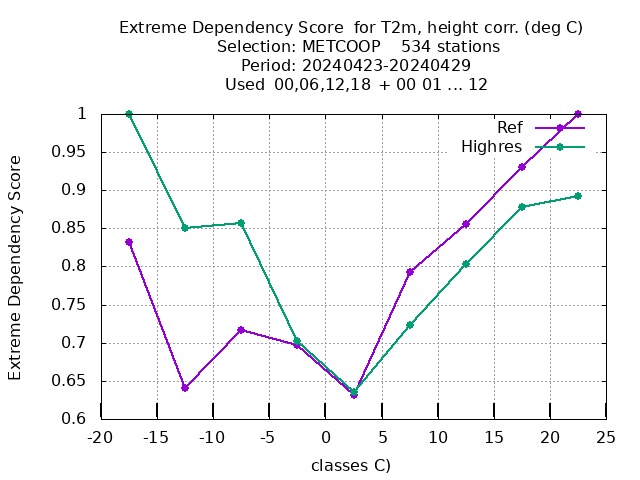 Extreme Dependency Score  for T2m, height corr. (deg C)
Selection: METCOOP    534 stations
Period: 20240423-20240429
Used  00,06,12,18 + 00 01 ... 12
Ref
Highres
Extreme Dependency Score
1
0.95
0.9
0.85
0.8
0.75
0.7
0.65
0.6
-20 -15 -10 -5 0 5 10 15 20 25
classes C)